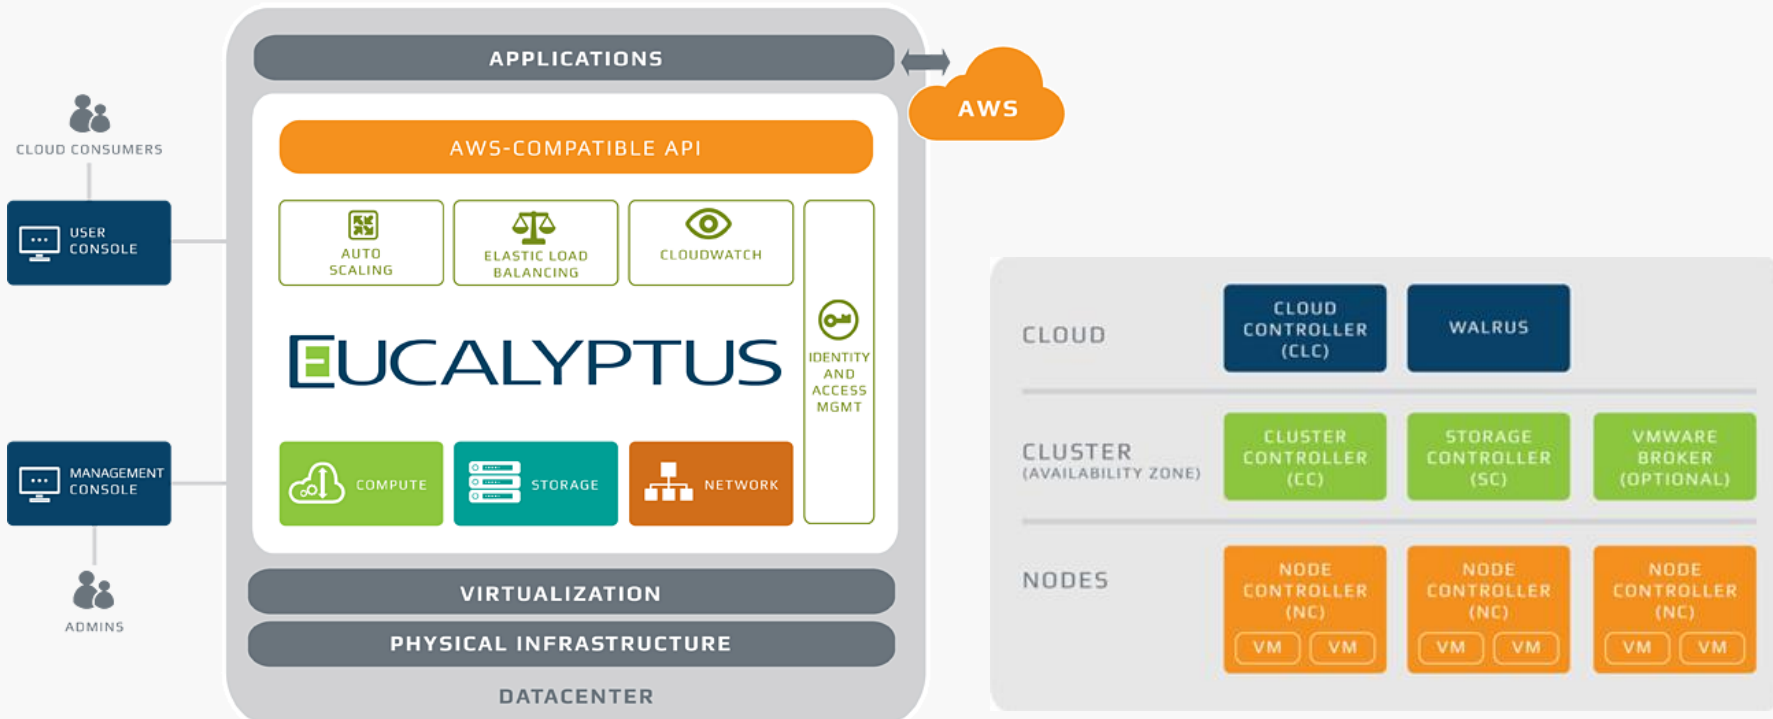 APPLICATIONS
AWS
CLOUD CONSUMERS
AWS-COMPATIBLE API
USER
CONSOLE
AUTO
SCALING
ELASTIC LOAD
BALANCING
CLOUDWATCH
IDENTITY
AND
ACCESS
MGMT
EUCALYPTUS
MANAGEMENT
CONSOLE
COMPUTE
STORAGE
NETWORK
ADMINS
VIRTUALIZATION
PHYSICAL INFRASTRUCTURE
DATACENTER
CLOUD
CLOUD
CONTROLLER
(CLC)
WALRUS
CLUSTER
(AVAILABILITY ZONE)
CLUSTER
CONTROLLER
(CC)
STORAGE
CONTROLLER
(SC)
VMWARE
BROKER
(OPTIONAL)
NODES
NODE
CONTROLLER
(NC)
VM VM
NODE
CONTROLLER
(NC)
VM VM
NODE
CONTROLLER
(NC)
VM VM